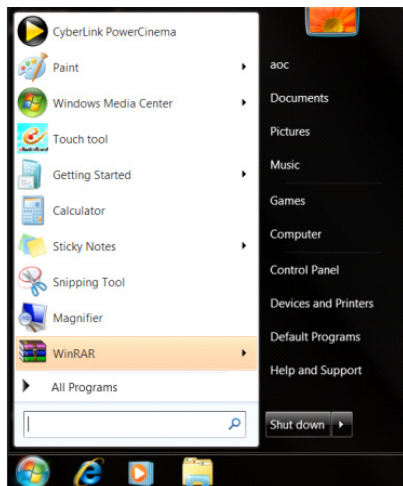 CyberLink PowerCinema
Paint
Windows Media Center
Touch tool
Getting Started
Calculator
Sticky Notes
Snipping Tool
Magnifier
WinRAR
All Programs
aoc
Documents
Pictures
Music
Games
Computer
Control Panel
Devices and Printers
Default Programs
Help and Support
Shut down